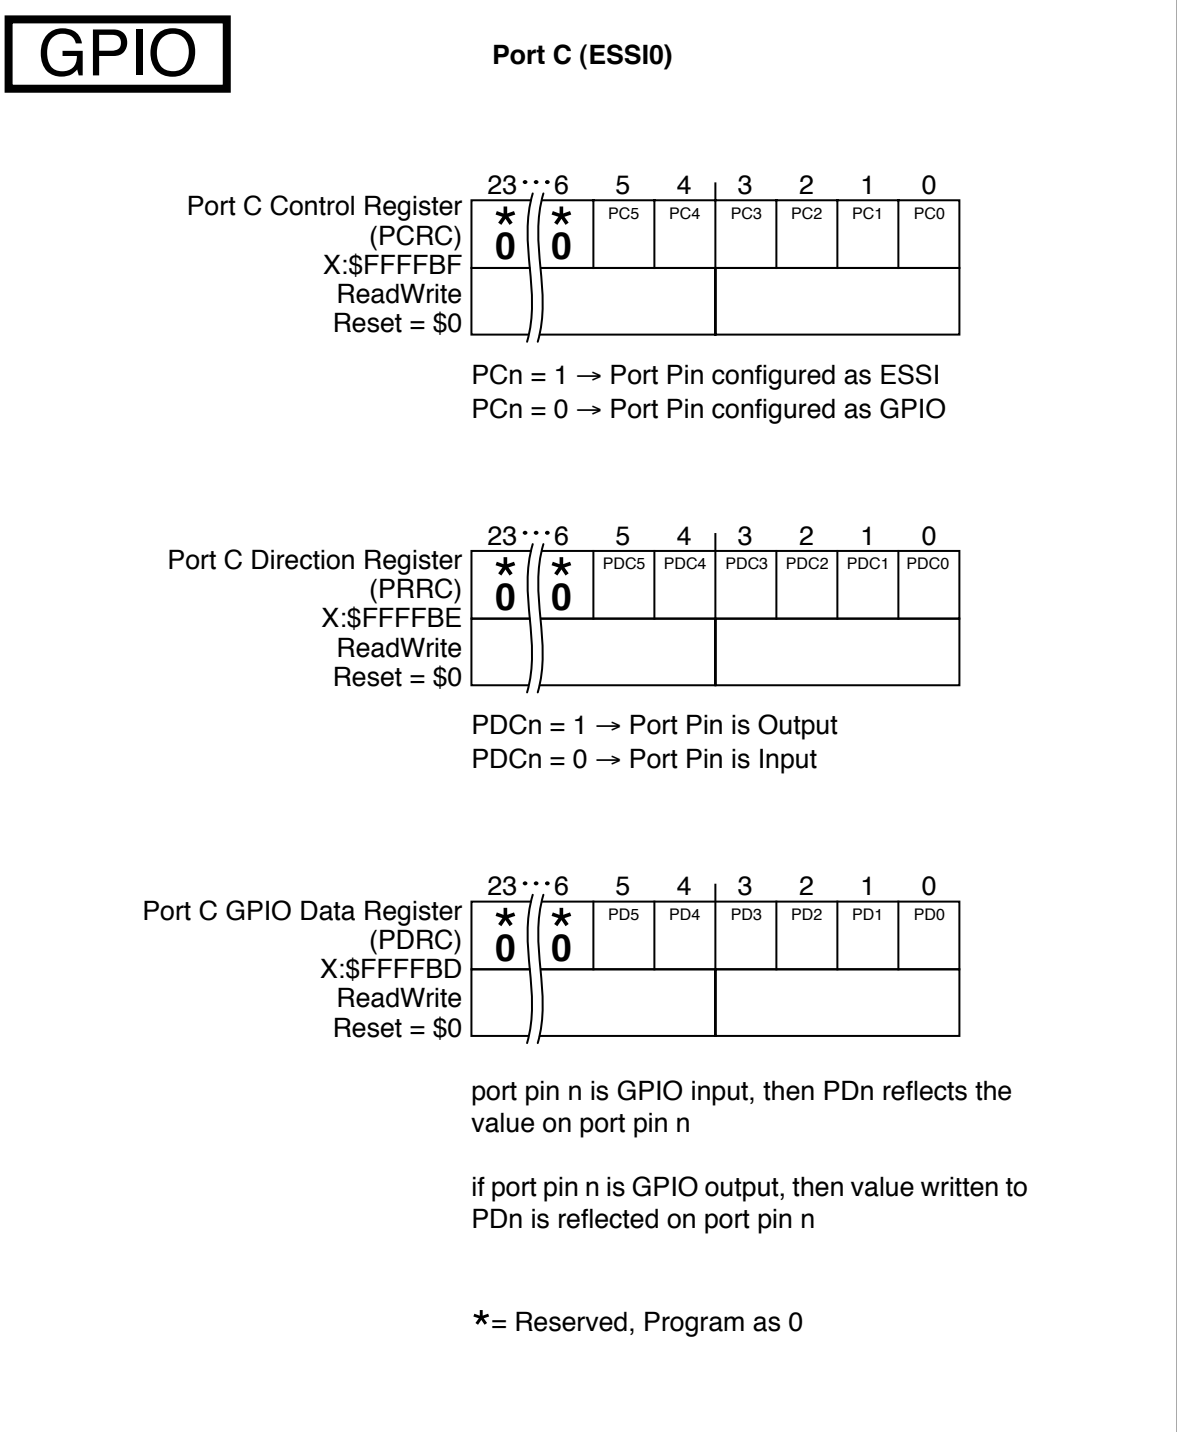 GPIO
Port C (ESSI0)
23 ··· 6 5 4 3 2 1 0
Port C Control Register
(PCRC)
X:$FFFFBF
ReadWrite
Reset = $0
* * PC5 PC4 PC3 PC2 PC1 PC0
0 0
PCn = 1 → Port Pin configured as ESSI
PCn = 0 → Port Pin configured as GPIO
23 ··· 6 5 4 3 2 1 0
Port C Direction Register
(PRRC)
X:$FFFFBE
ReadWrite
Reset = $0
* * PDC5 PDC4 PDC3 PDC2 PDC1 PDC0
0 0
PDCn = 1 → Port Pin is Output
PDCn = 0 → Port Pin is Input
23 ··· 6 5 4 3 2 1 0
Port C GPIO Data Register
(PDRC)
X:$FFFFBD
ReadWrite
Reset = $0
* * PD5 PD4 PD3 PD2 PD1 PD0
0 0
port pin n is GPIO input, then PDn reflects the
value on port pin n
if port pin n is GPIO output, then value written to
PDn is reflected on port pin n
*= Reserved, Program as 0